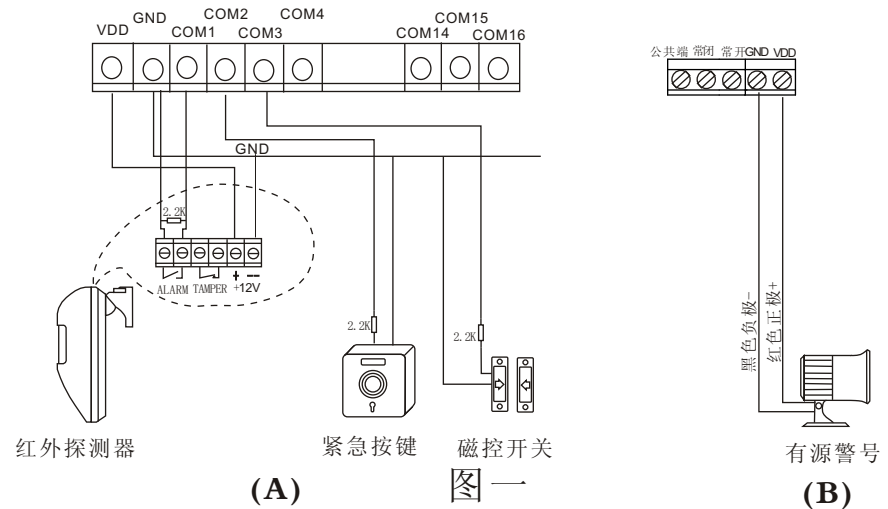 VDD GND COM1 COM2 COM3 COM4 COM14 COM15 COM16
GND
2.2K
ALARM TAMPER + -- +12V
2.2K
2.2K
红外探测器
紧急按键
磁控开关
(A)
图一
公共端 常闭 常开 GND VDD
黑色负极-
红色正极+
有源警号
(B)